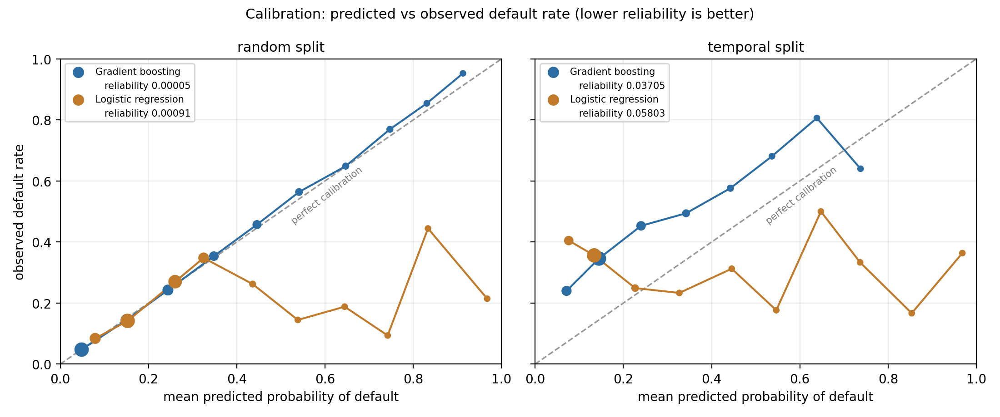 Calibration: predicted vs observed default rate (lower reliability is better)
random split
1.0
0.8
0.6
0.4
0.2
0.0
observed default rate
Gradient boosting
reliability 0.00005
Logistic regression
reliability 0.00091
perfect calibration
0.0 0.2 0.4 0.6 0.8 1.0
mean predicted probability of default
temporal split
Gradient boosting
reliability 0.03705
Logistic regression
reliability 0.05803
perfect calibration
0.0 0.2 0.4 0.6 0.8 1.0
mean predicted probability of default